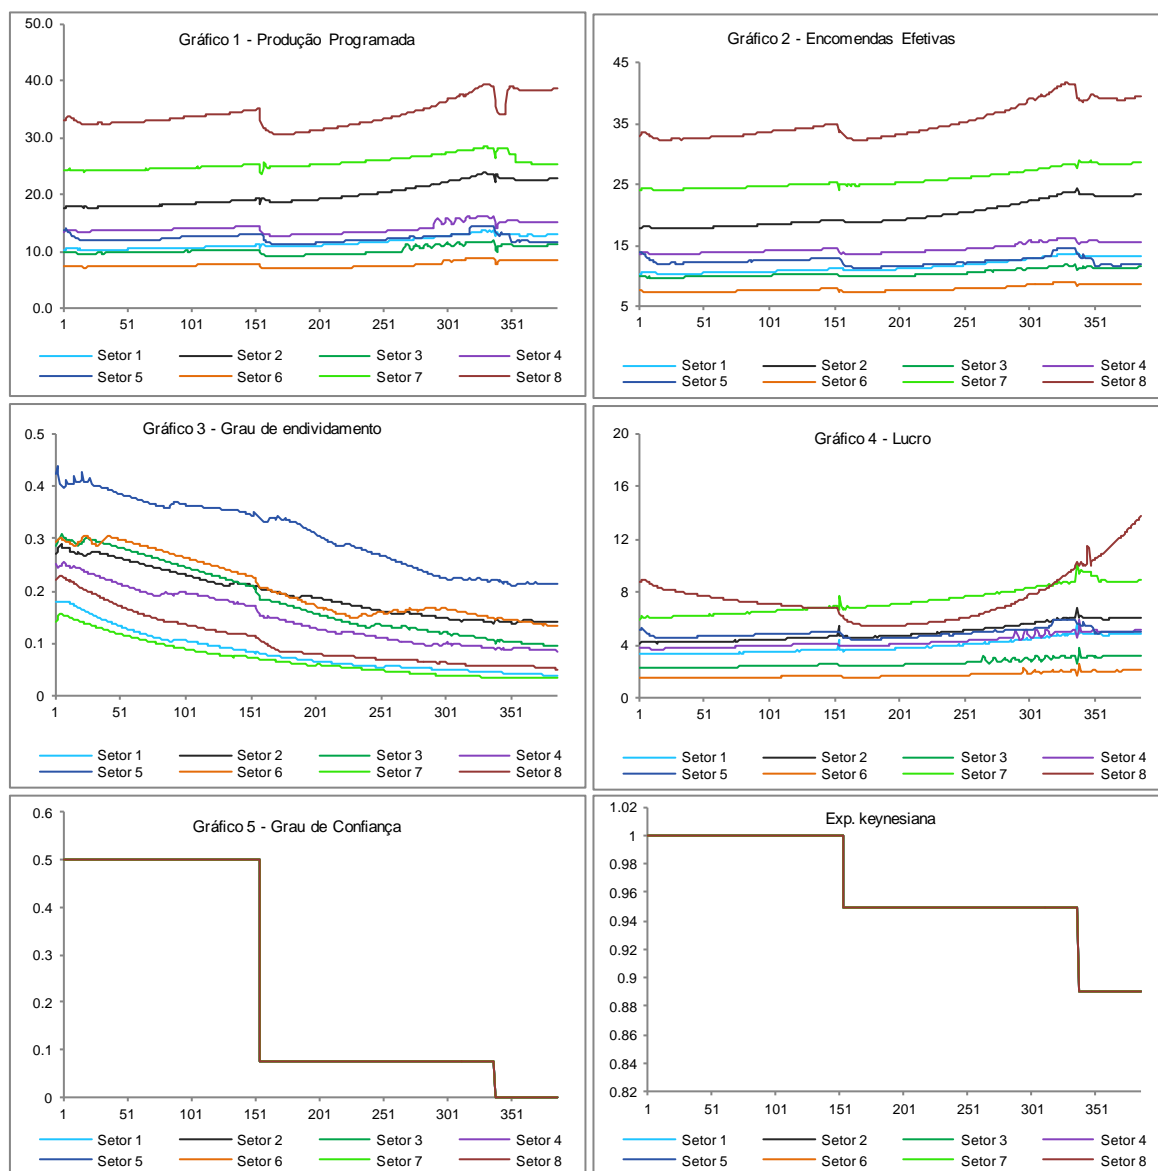 Gráfico 1 - Produção Programada
50.0
40.0
30.0
20.0
10.0
0.0
1 51 101 151 201 251 301 351
Setor 1 Setor 2 Setor 3 Setor 4
Setor 5 Setor 6 Setor 7 Setor 8
Gráfico 2 - Encomendas Efetivas
45
35
25
15
5
1 51 101 151 201 251 301 351
Setor 1 Setor 2 Setor 3 Setor 4
Setor 5 Setor 6 Setor 7 Setor 8
Gráfico 3 - Grau de endividamento
0.5
0.4
0.3
0.2
0.1
0
1 51 101 151 201 251 301 351
Setor 1 Setor 2 Setor 3 Setor 4
Setor 5 Setor 6 Setor 7 Setor 8
Gráfico 4 - Lucro
20
16
12
8
4
0
1 51 101 151 201 251 301 351
Setor 1 Setor 2 Setor 3 Setor 4
Setor 5 Setor 6 Setor 7 Setor 8
Gráfico 5 - Grau de Confiança
0.6
0.5
0.4
0.3
0.2
0.1
0
1 51 101 151 201 251 301 351
Setor 1 Setor 2 Setor 3 Setor 4
Setor 5 Setor 6 Setor 7 Setor 8
Exp. keynesiana
1.02
1
0.98
0.96
0.94
0.92
0.9
0.88
0.86
0.84
0.82
1 51 101 151 201 251 301 351
Setor 1 Setor 2 Setor 3 Setor 4
Setor 5 Setor 6 Setor 7 Setor 8